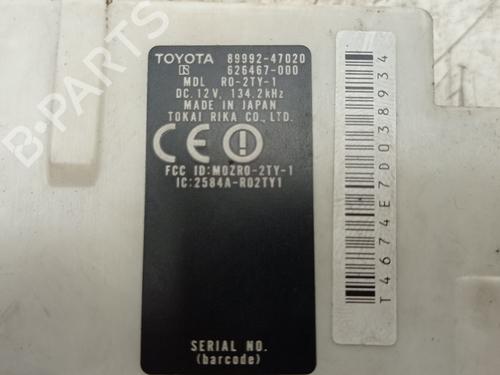 TOYOTA 89992-47020
626467-000
MDL RO-2TY-1
DC.12V, 134.2kHz
MADE IN JAPAN
TOKAI RIKA CO.,LTD.
CE
FCC ID:MOZRO-2TY-1
IC:2584A-RO2TY1
SERIAL NO.
(barcode)
T4674E7D038934
B-PARTS